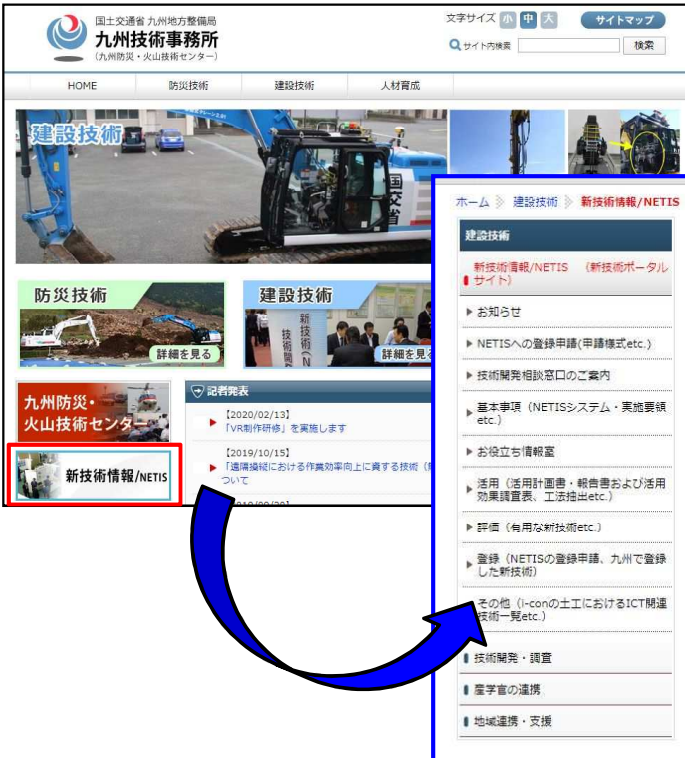 国土交通省 九州地方整備局
九州技術事務所
(九州防災・火山技術センター)
文字サイズ 小 中 大
サイトマップ
サイト内検索
検索
HOME 防災技術 建設技術 人材育成
建設技術
国交省
防災技術
詳細を見る
建設技術
新技術(N
技術開発
詳細を見る
九州防災・
火山技術センター
新技術情報/NETIS
記者発表
【2020/02/13】
「VR制作研修」を実施します
【2019/10/15】
「遠隔操縦における作業効率向上に資する技術
ついて
ホーム 建設技術 新技術情報/NETIS
建設技術
新技術情報/NETIS (新技術ポータル
サイト)
お知らせ
NETISへの登録申請(申請様式etc.)
技術開発相談窓口のご案内
基本事項(NETISシステム・実施要領
etc.)
お役立ち情報室
活用(活用計画書・報告書および活用
効果調査表、工法抽出etc.)
評価(有用な新技術etc.)
登録(NETISの登録申請、九州で登録
した新技術)
その他(i-conの土工におけるICT関連
技術一覧etc.)
技術開発・調査
産学官の連携
地域連携・支援